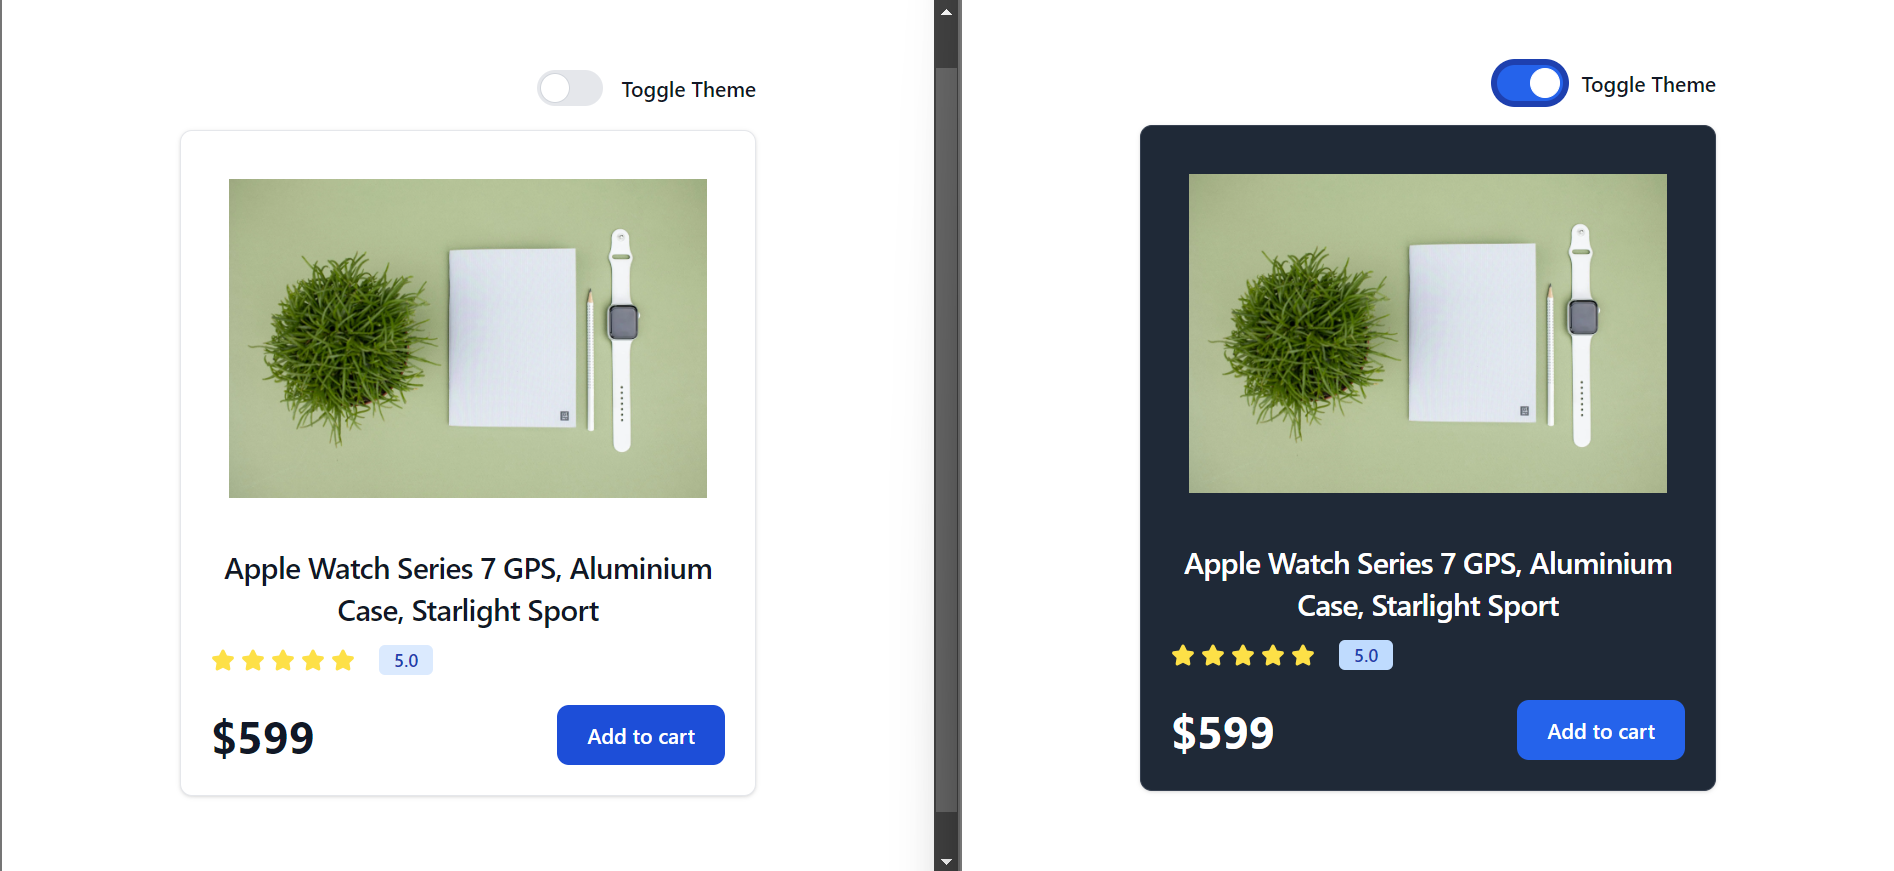 Toggle Theme
Apple Watch Series 7 GPS, Aluminium
Case, Starlight Sport
5.0
$599
Add to cart
Toggle Theme
Apple Watch Series 7 GPS, Aluminium
Case, Starlight Sport
5.0
$599
Add to cart